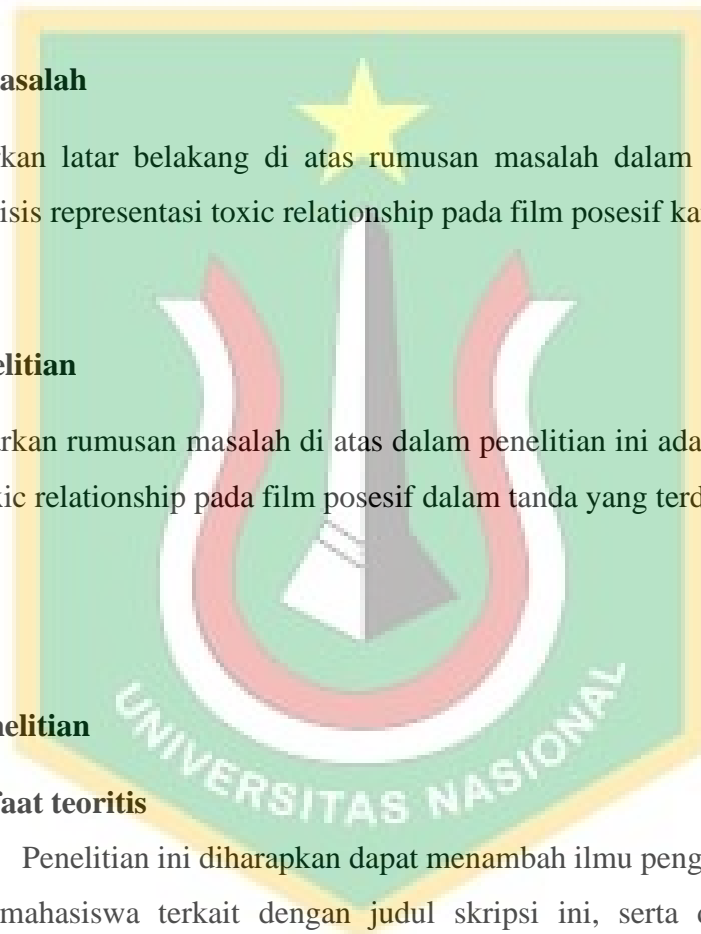 asalah
rkan latar belakang di atas rumusan masalah dalam
isis representasi toxic relationship pada film posesif ka
elitian
arkan rumusan masalah di atas dalam penelitian ini ada
xic relationship pada film posesif dalam tanda yang terd
nelitian
faat teoritis
Penelitian ini diharapkan dapat menambah ilmu peng
mahasiswa terkait dengan judul skripsi ini, serta
UNIVERSITAS NASIONAL